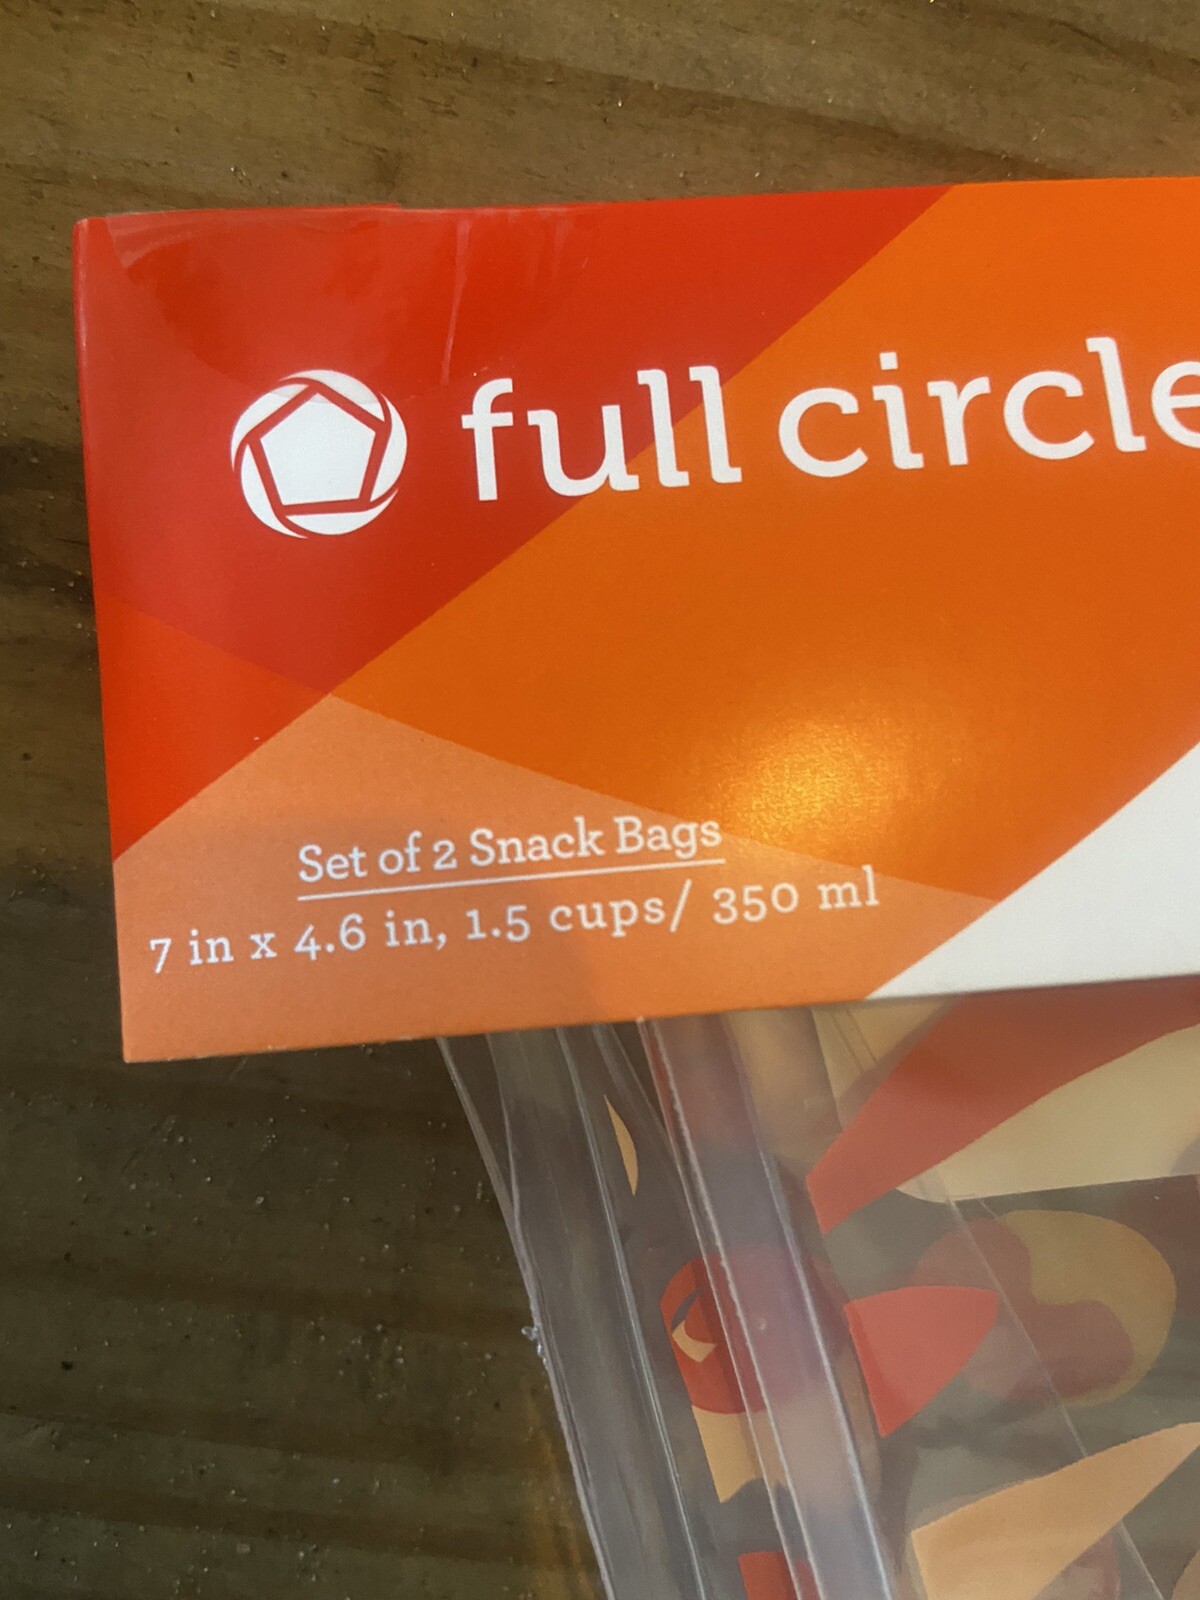 full circle
Set of 2 Snack Bags
7 in x 4.6 in, 1.5 cups/ 350 ml